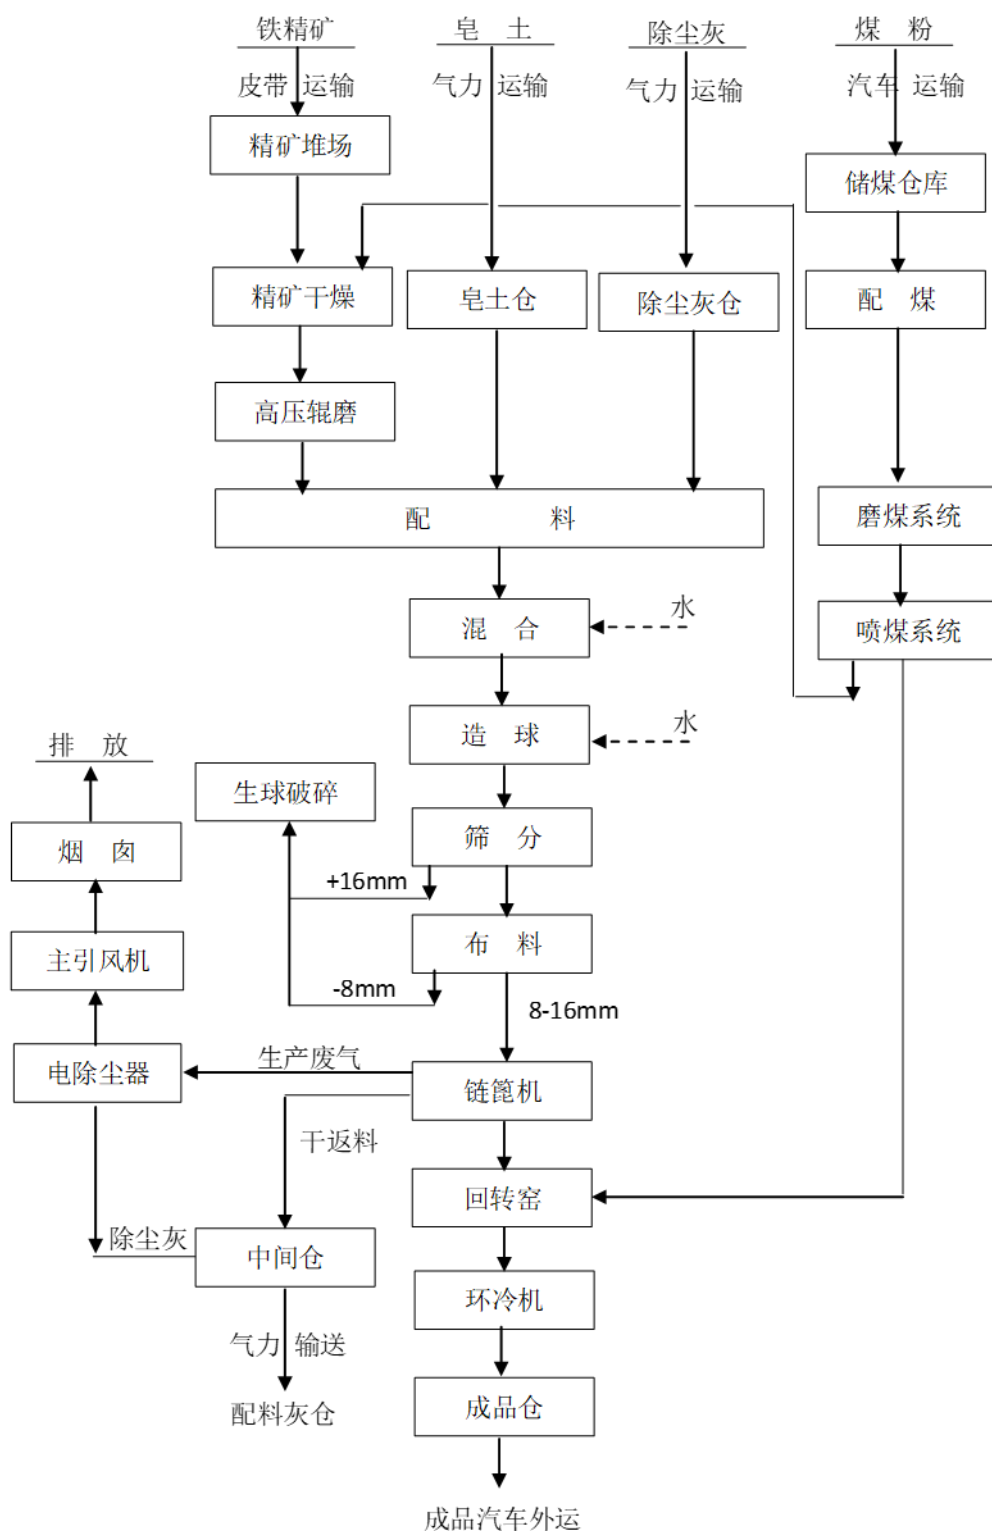 铁精矿 皂 土 除尘灰 煤 粉
皮带 运输 气力 运输 气力 运输 汽车 运输
精矿堆场
储煤仓库
精矿干燥 皂土仓 除尘灰仓 配 煤
高压辊磨
配 料 磨煤系统
水
混 合 喷煤系统
水
造 球
排 放
生球破碎
筛 分
烟 囱
+16mm
布 料
主引风机
-8mm
8-16mm
生产废气
电除尘器
链篦机
干返料
回转窑
除尘灰
中间仓
环冷机
气力 输送
配料灰仓 成品仓
成品汽车外运